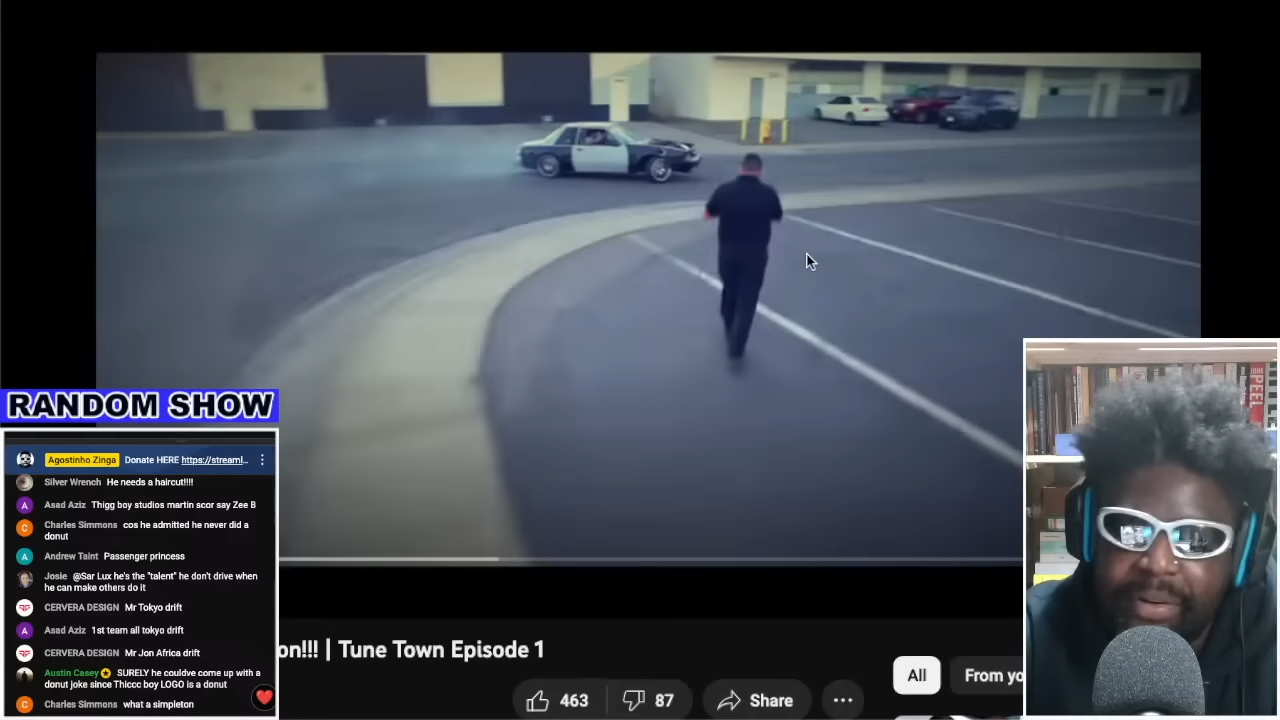 RANDOM SHOW
Agostinho Zinga Donate HERE https://streaml...
Silver Wrench He needs a haircut!!!!
Asad Aziz Thigg boy studios martin scor say Zee B
Charles Simmons cos he admitted he never did a
donut
Andrew Taint Passenger princess
Josie @Sar Lux he's the "talent" he don't drive when
he can make others do it
CERVERA DESIGN Mr Tokyo drift
Asad Aziz 1st team all tokyo drift
CERVERA DESIGN Mr Jon Africa drift
Austin Casey SURELY he couldve come up with a
donut joke since Thiccc boy LOGO is a donut
Charles Simmons what a simpleton
on!!! | Tune Town Episode 1
463 87 Share
All From yo
PEEL